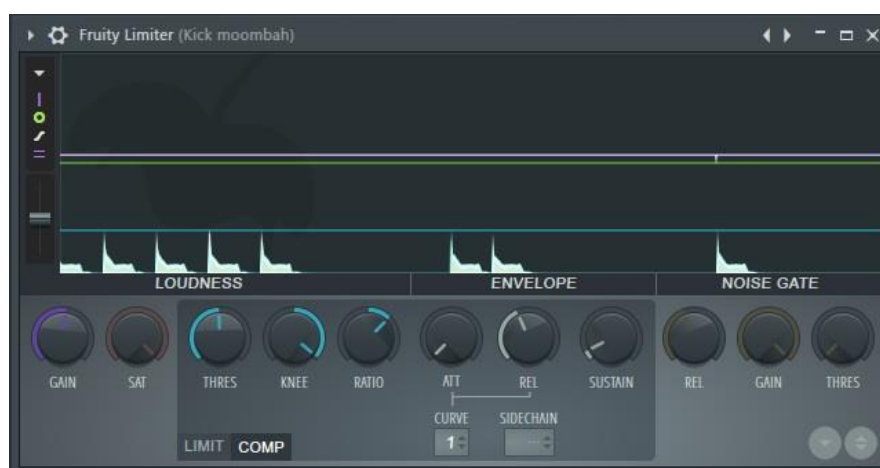 Fruity Limiter (Kick moombah)
LOUDNESS ENVELOPE NOISE GATE
GAIN SAT THRES KNEE RATIO ATT REL SUSTAIN REL GAIN THRES
CURVE SIDECHAIN
LIMIT COMP 1